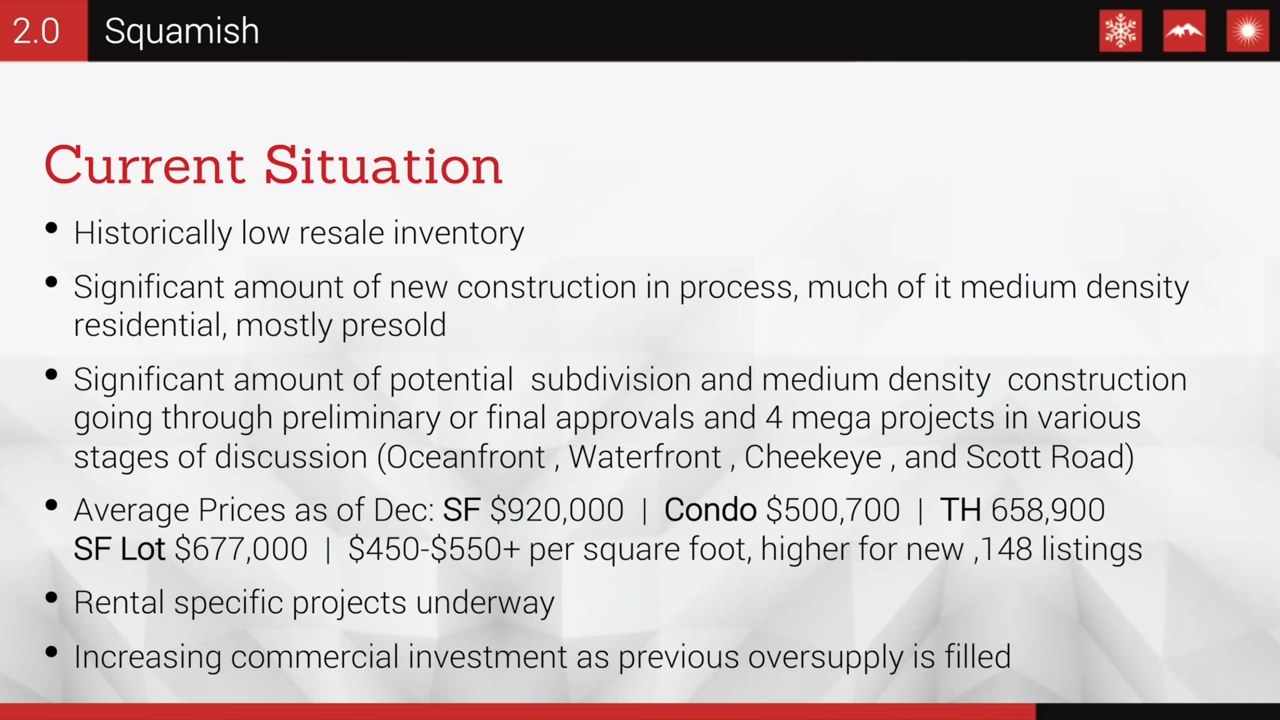 2.0 Squamish
Current Situation
• Historically low resale inventory
• Significant amount of new construction in process, much of it medium density
residential, mostly presold
• Significant amount of potential  subdivision and medium density  construction
going through preliminary or final approvals and 4 mega projects in various
stages of discussion (Oceanfront , Waterfront , Cheekeye , and Scott Road)
• Average Prices as of Dec: SF $920,000 | Condo $500,700 | TH 658,900
SF Lot $677,000 | $450-$550+ per square foot, higher for new ,148 listings
• Rental specific projects underway
• Increasing commercial investment as previous oversupply is filled